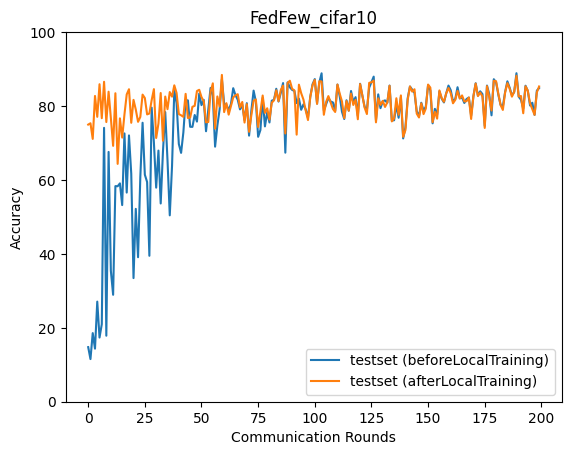 FedFew_cifar10
100
80
60
40
20
0
Accuracy
0 25 50 75 100 125 150 175 200
Communication Rounds
testset (beforeLocalTraining)
testset (afterLocalTraining)